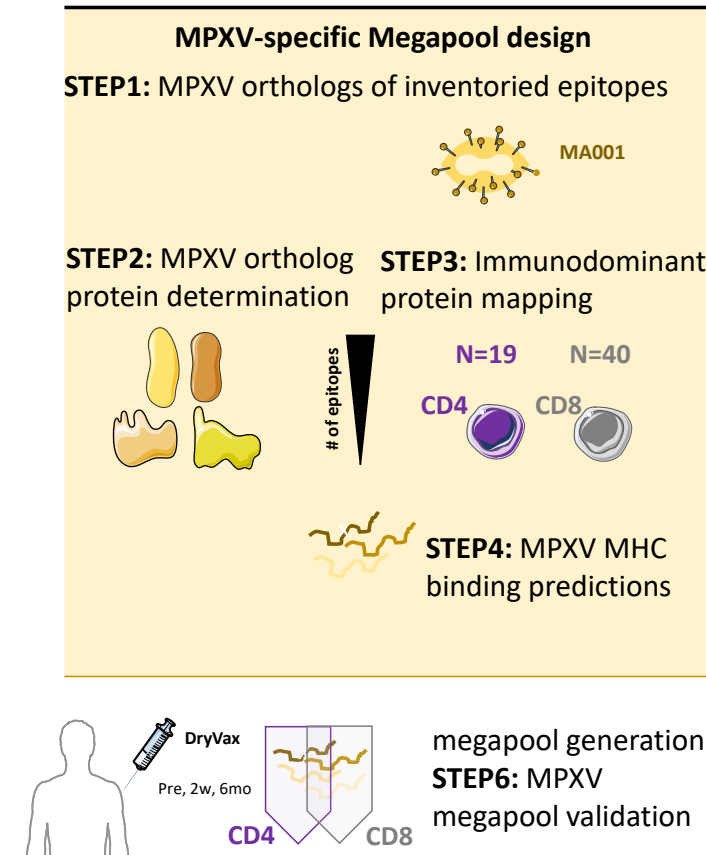 MPXV-specific Megapool design
STEP1: MPXV orthologs of inventoried epitopes
MA001
STEP2: MPXV ortholog
protein determination
STEP3: Immunodominant
protein mapping
# of epitopes
N=19
N=40
CD4
CD8
STEP4: MPXV MHC
binding predictions
DryVax
Pre, 2w, 6mo
CD4
CD8
megapool generation
STEP6: MPXV
megapool validation